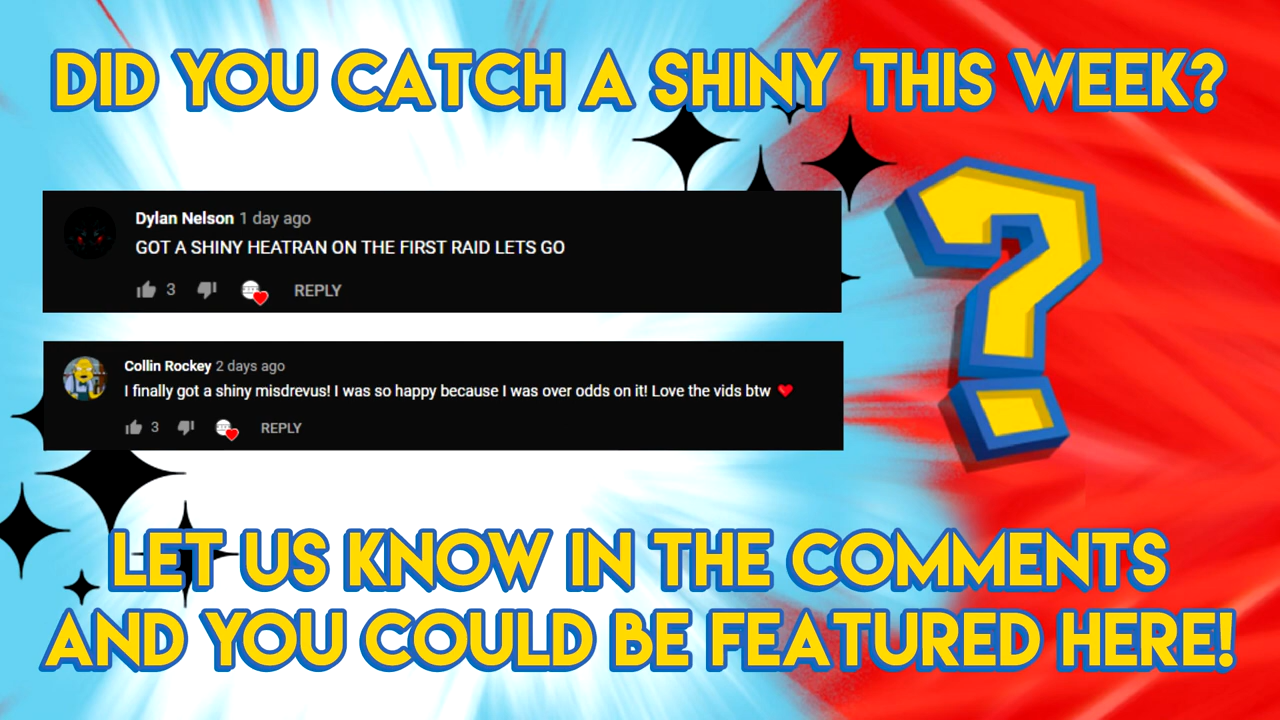 DID YOU CATCH A SHINY THIS WEEK?
Dylan Nelson 1 day ago
GOT A SHINY HEATRAN ON THE FIRST RAID LETS GO
3 REPLY
Collin Rockey 2 days ago
I finally got a shiny misdrevus! I was so happy because I was over odds on it! Love the vids btw ❤
3 REPLY
?
LET US KNOW IN THE COMMENTS
AND YOU COULD BE FEATURED HERE!